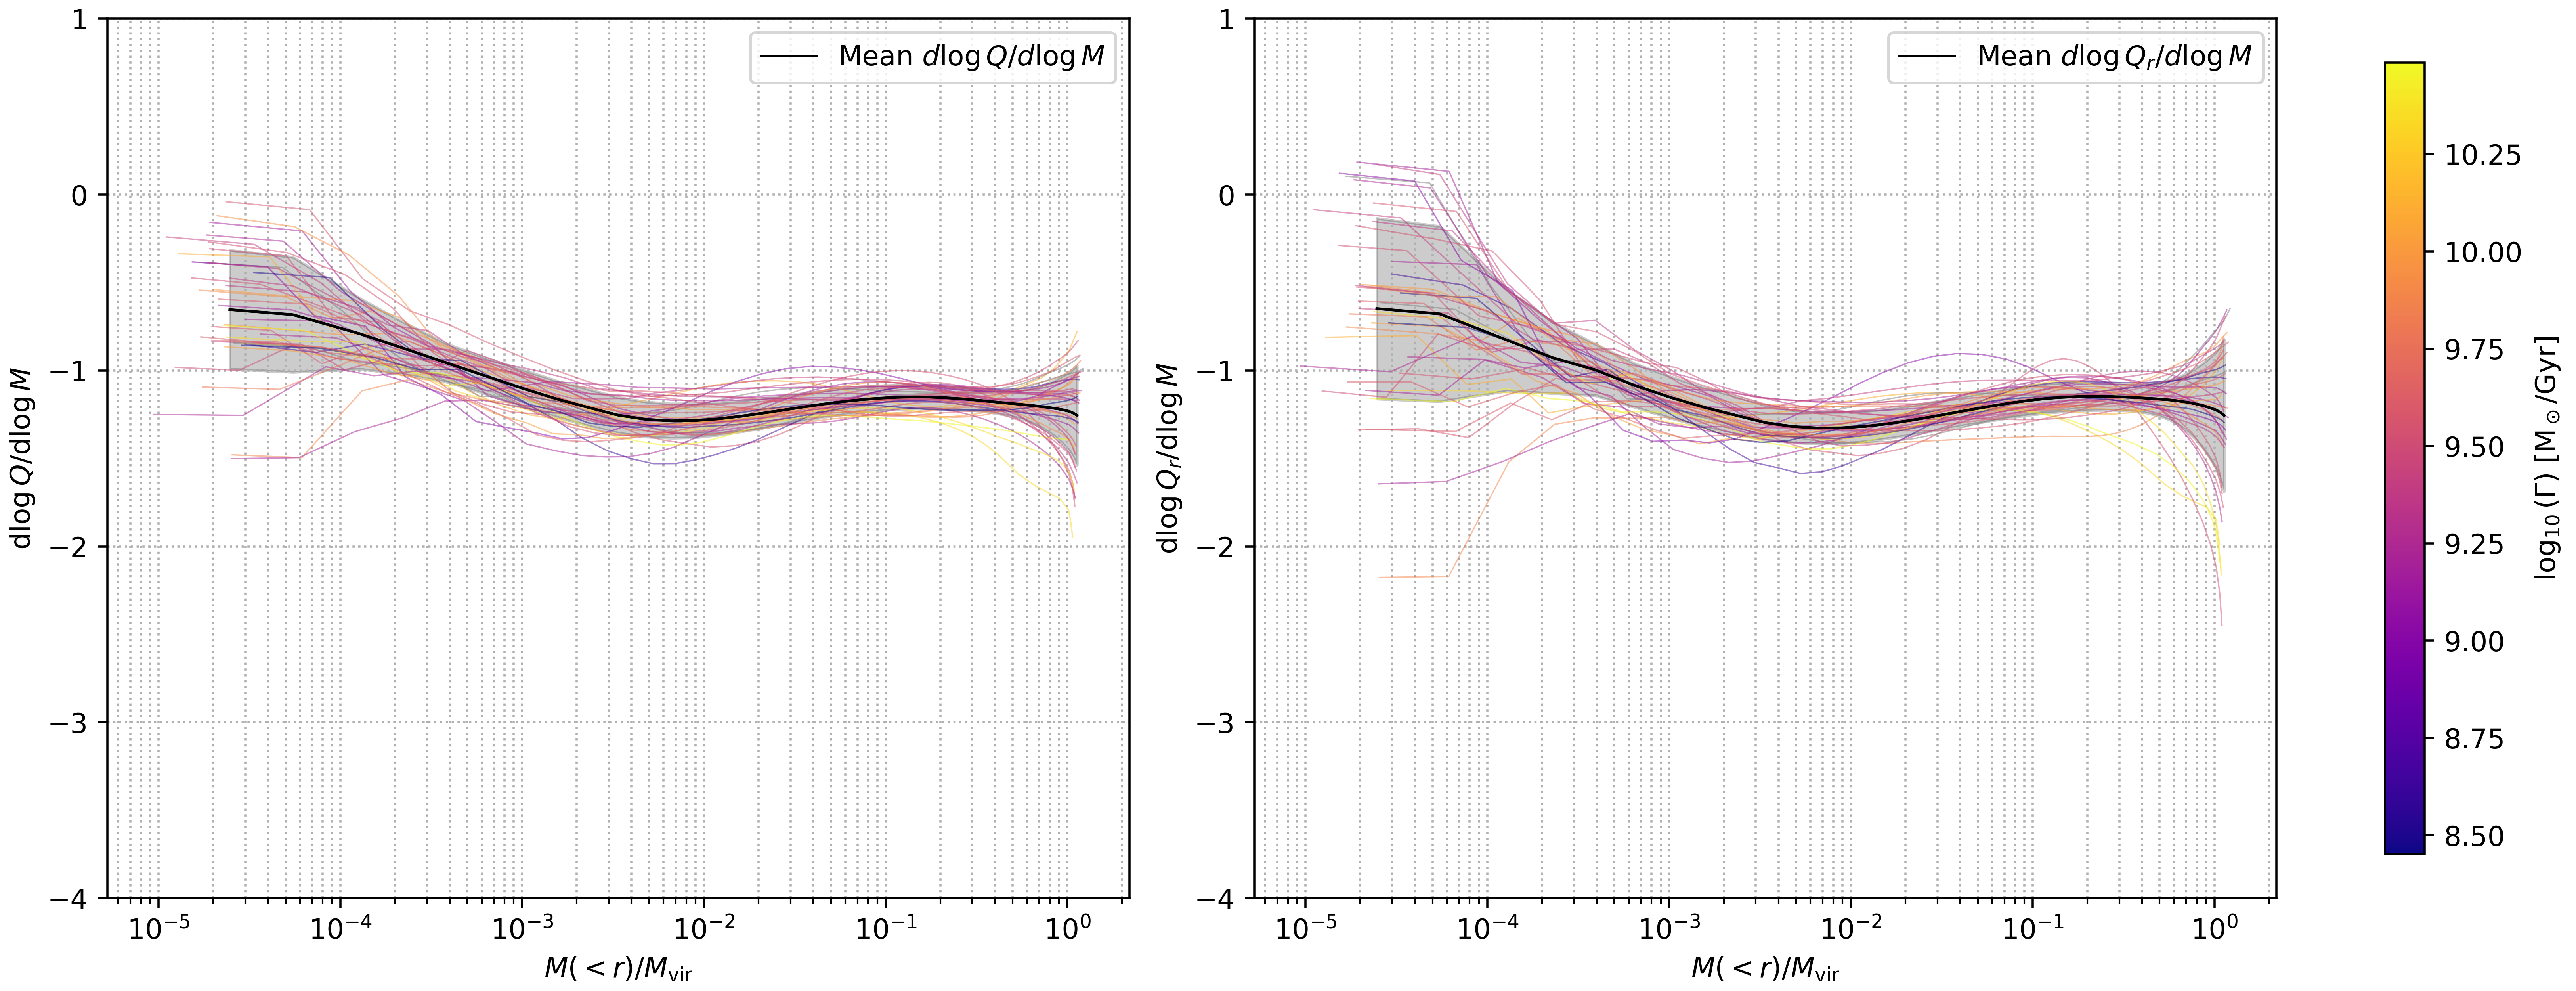 Mean dlog Q/dlog M
1
0
−1
−2
−3
−4
dlog Q/dlog M
10⁻⁵ 10⁻⁴ 10⁻³ 10⁻² 10⁻¹ 10⁰
M(< r)/Mvir
Mean dlog Qᵣ/dlog M
1
0
−1
−2
−3
−4
dlog Qᵣ/dlog M
10⁻⁵ 10⁻⁴ 10⁻³ 10⁻² 10⁻¹ 10⁰
M(< r)/Mvir
10.25
10.00
9.75
9.50
9.25
9.00
8.75
8.50
log₁₀(Γ) [M⊙/Gyr]